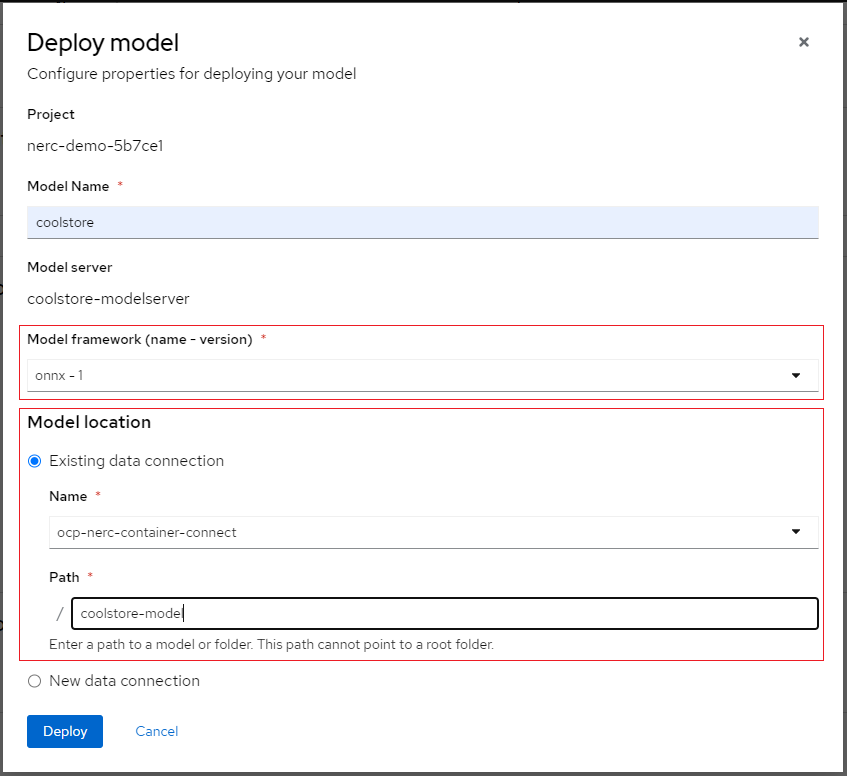 Deploy model
Configure properties for deploying your model
Project
nerc-demo-5b7ce1
Model Name *
coolstore
Model server
coolstore-modelserver
Model framework (name - version) *
onnx - 1
Model location
Existing data connection
Name *
ocp-nerc-container-connect
Path *
/ coolstore-model
Enter a path to a model or folder. This path cannot point to a root folder.
New data connection
Deploy Cancel